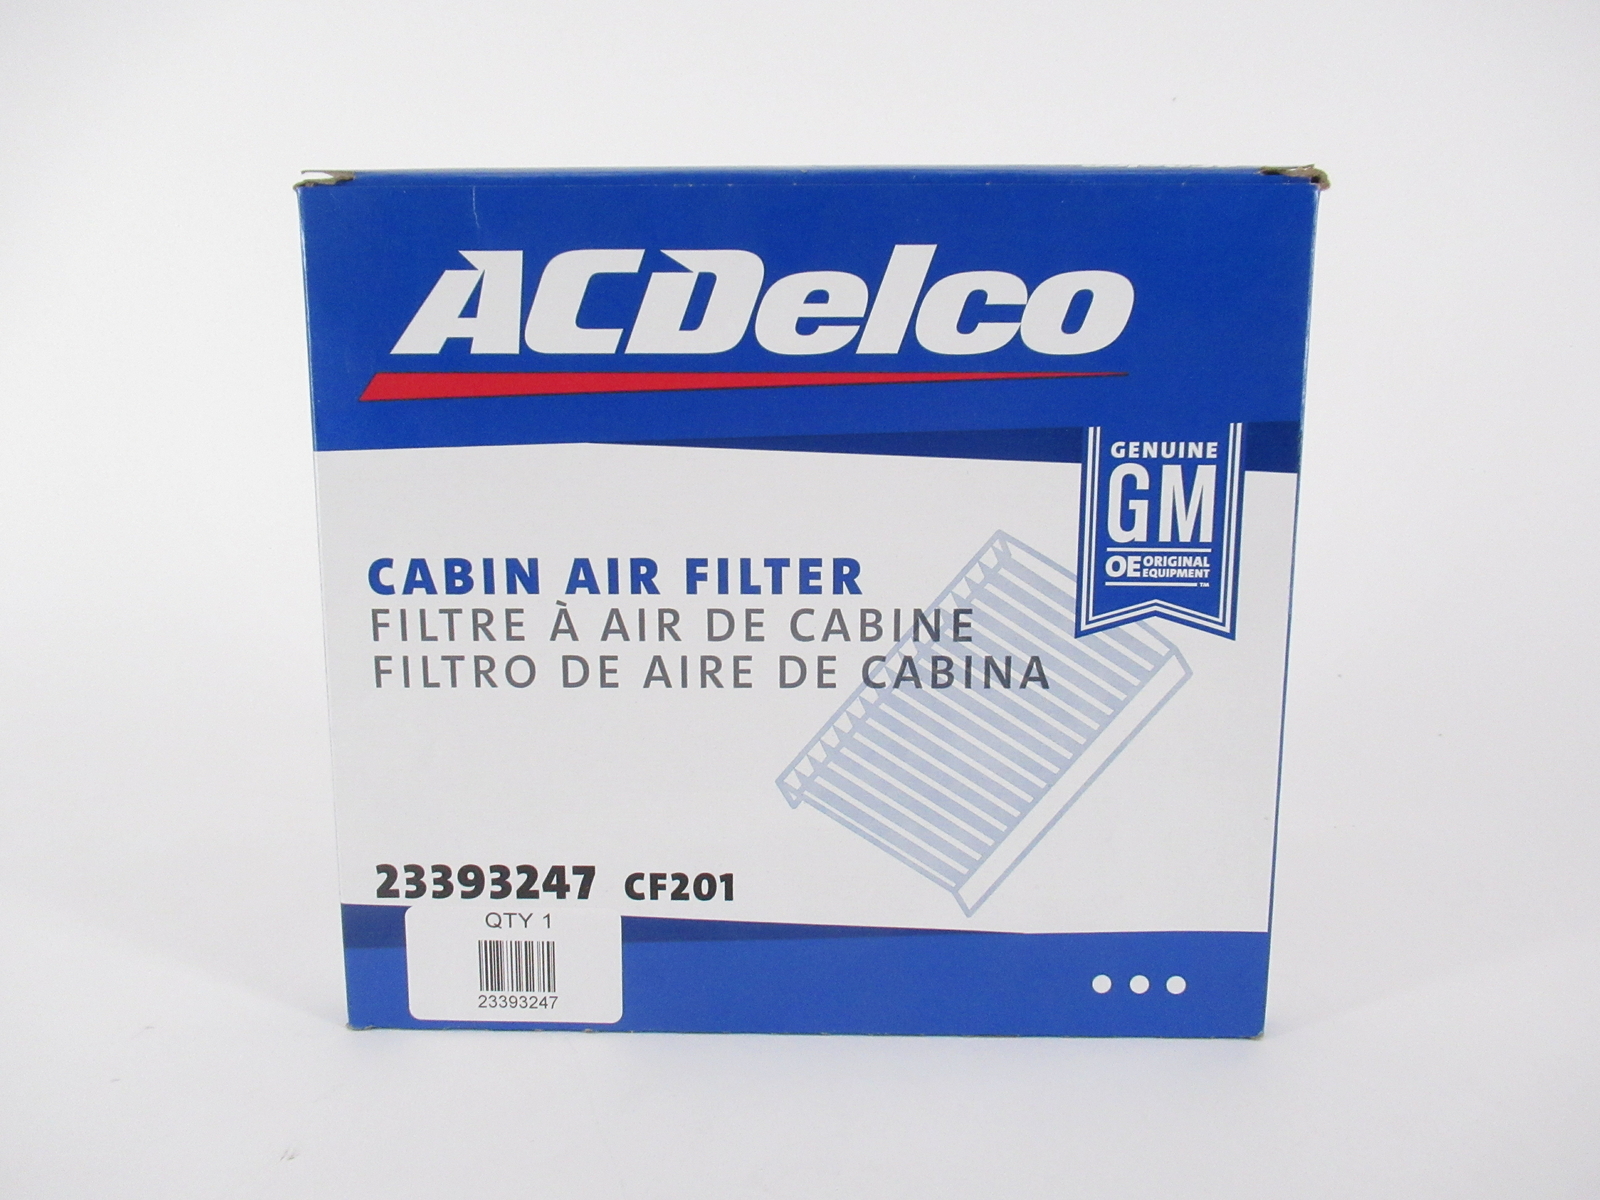 ACDelco
GENUINE
GM
OE ORIGINAL
EQUIPMENT™
CABIN AIR FILTER
FILTRE À AIR DE CABINE
FILTRO DE AIRE DE CABINA
23393247 CF201
QTY 1
23393247